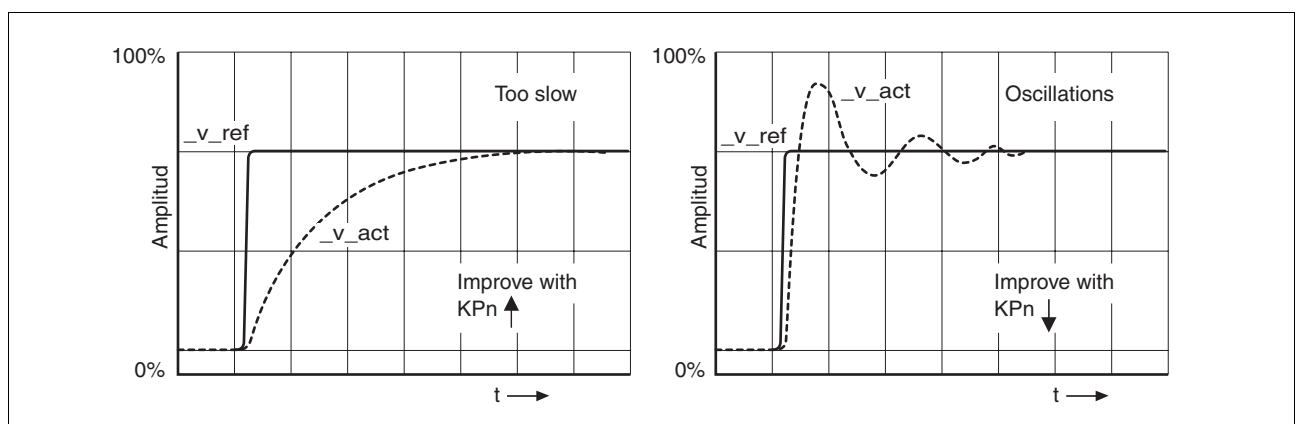 100%
Too slow
_v_ref
Amplitud
_v_act
Improve with
KPn
0%
t
100%
_v_act
Oscillations
_v_ref
Amplitud
Improve with
KPn
0%
t